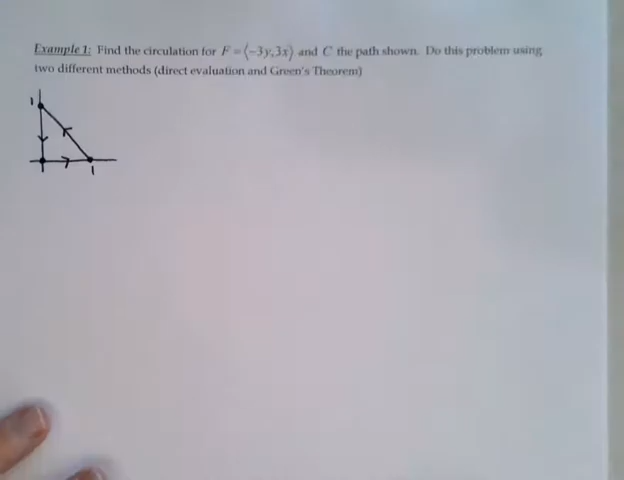 Example 1: Find the circulation for F = ⟨-3y, 3x⟩ and C the path shown. Do this problem using
two different methods (direct evaluation and Green's Theorem)
1
1